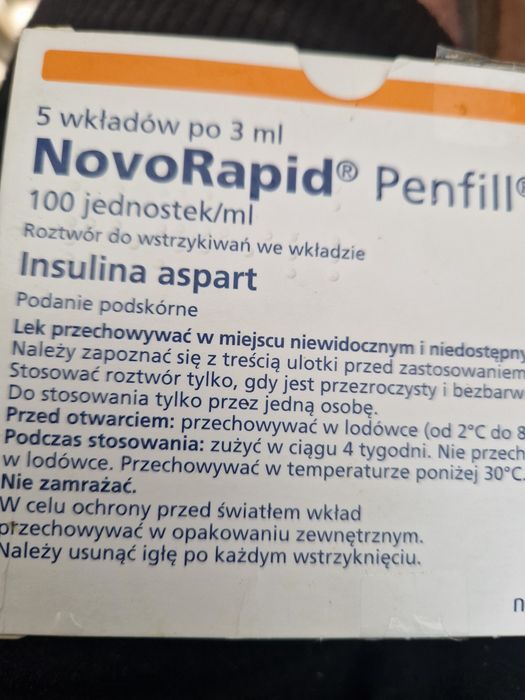 5 wkładów po 3 ml
NovoRapid® Penfill®
100 jednostek/ml
Roztwór do wstrzykiwań we wkładzie
Insulina aspart
Podanie podskórne
Lek przechowywać w miejscu niewidocznym i
Należy zapoznać się z treścią ulotki przed zastosowaniem
Stosować roztwór tylko, gdy jest przezroczysty i
Do stosowania tylko przez jedną osobę.
Przed otwarciem: przechowywać w lodówce (od 2°C do
Podczas stosowania: zużyć w ciągu 4 tygodni. Nie
w lodówce. Przechowywać w temperaturze poniżej 30°C.
Nie zamrażać.
W celu ochrony przed światłem wkład
przechowywać w opakowaniu zewnętrznym.
Należy usunąć igłę po każdym wstrzyknięciu.